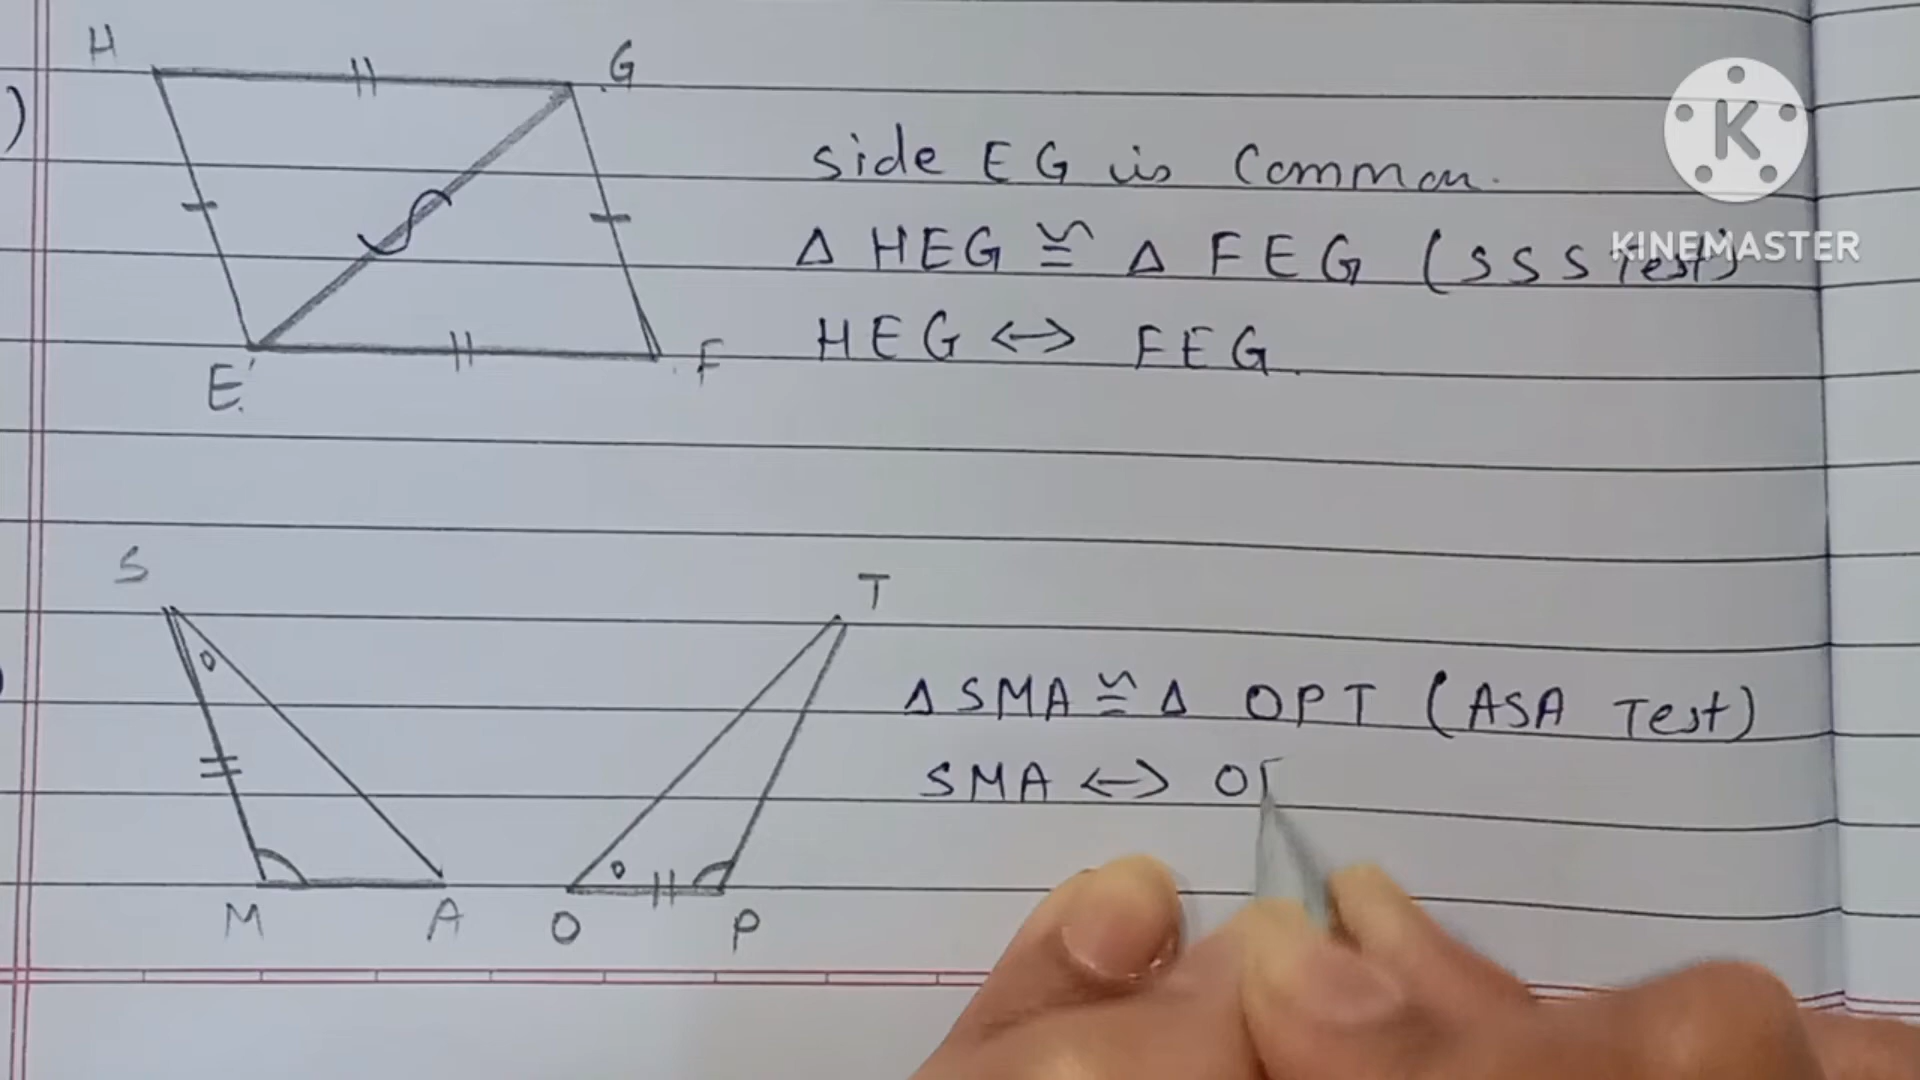 H
G
)
side EG is Common.
Δ HEG ≅ Δ FEG (SSS Test)
HEG ↔ FEG.
E
F
K
KINEMASTER
S
T
Δ SMA ≅ Δ OPT (ASA Test)
SMA ↔ O
M A O P